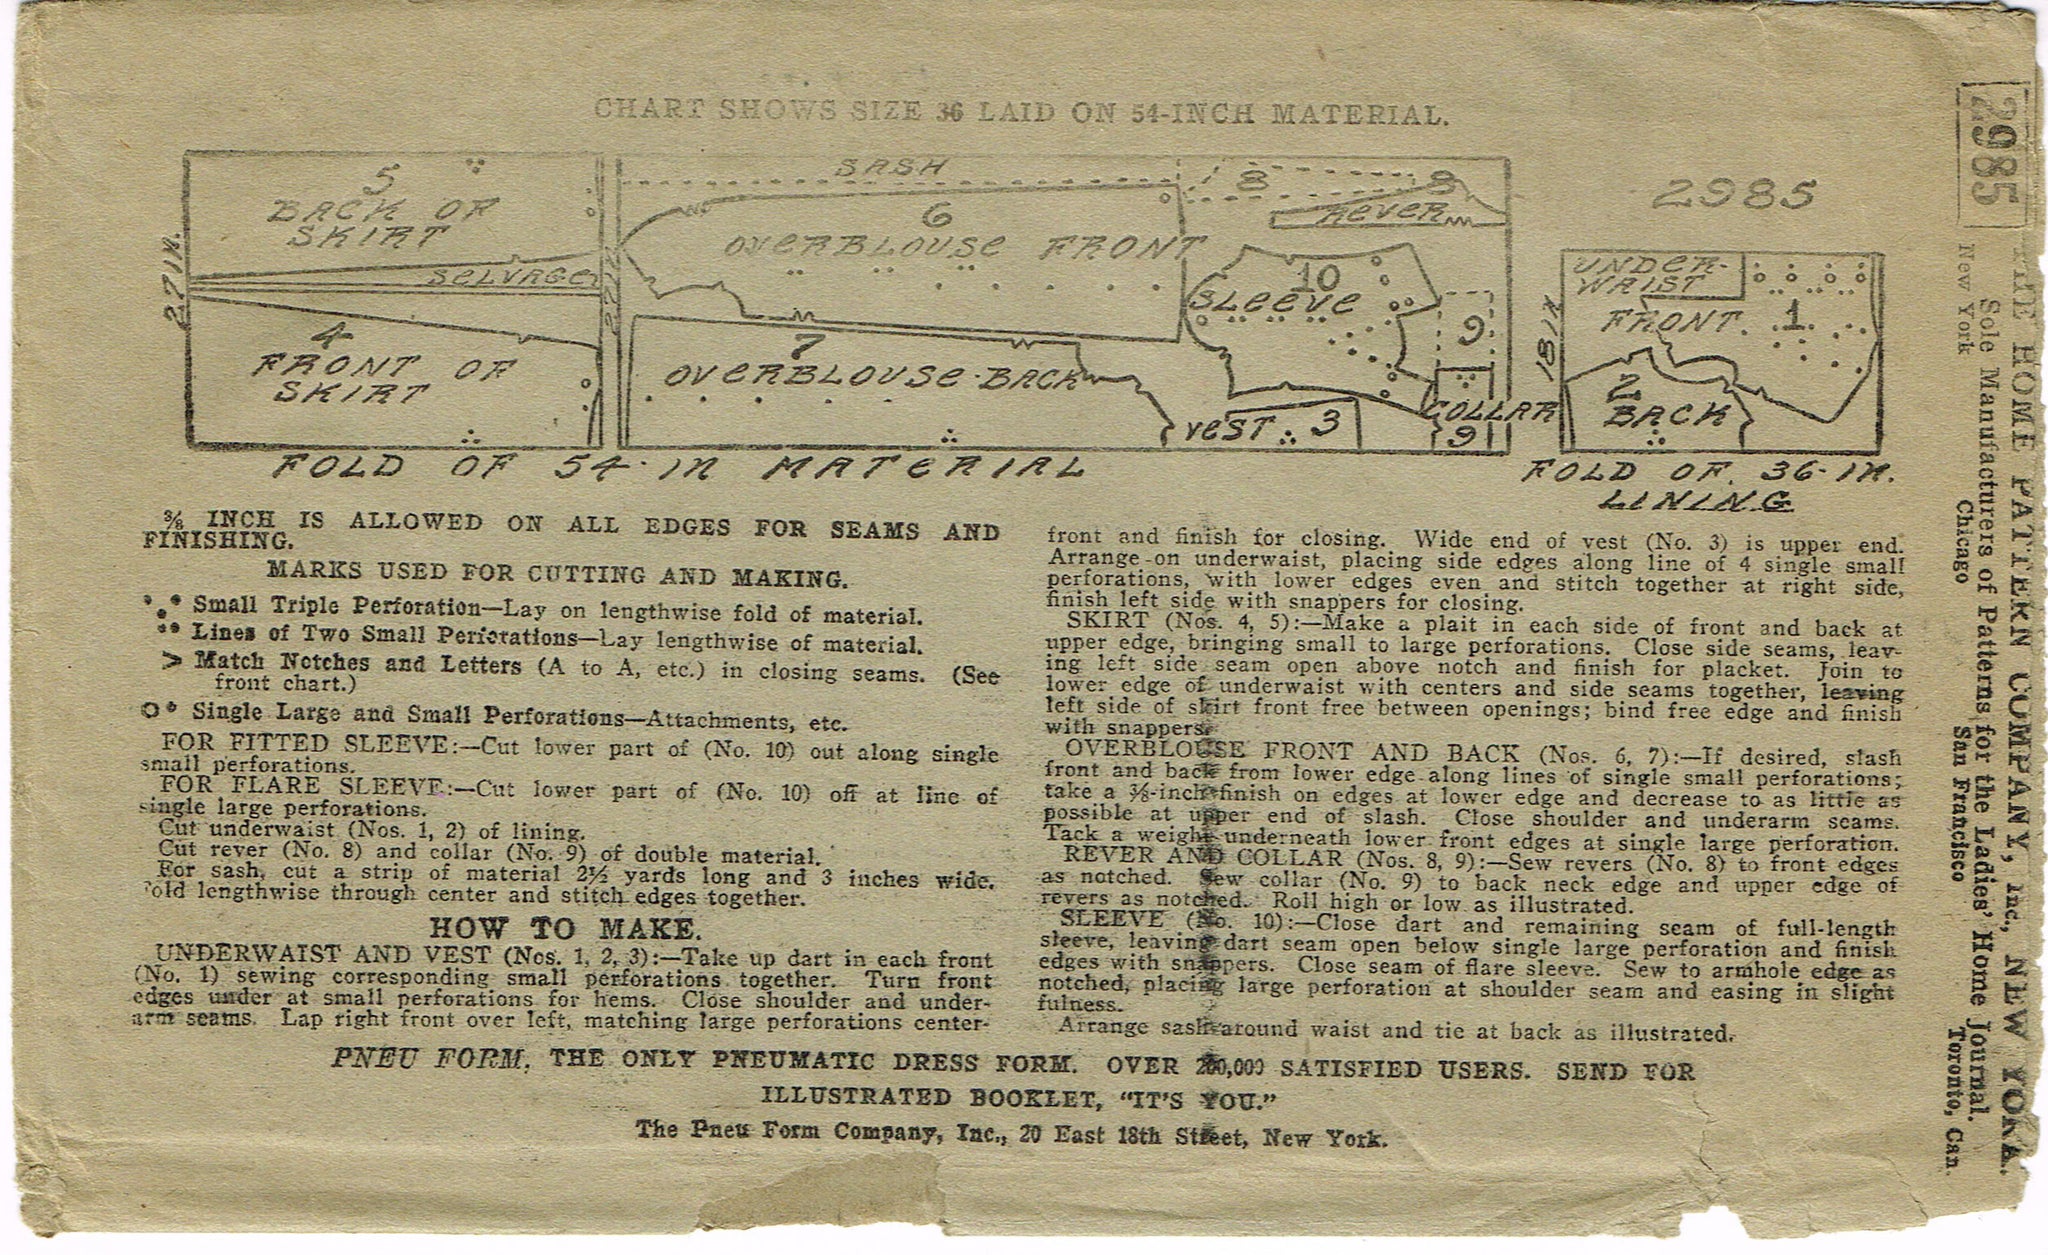 CHART SHOWS SIZE 36 LAID ON 54-INCH MATERIAL.
5
BACK OF
SKIRT
SELVAGE
27 IN.
4
FRONT OF
SKIRT
27 IN
SASH
6
OVERBLOUSE FRONT
7
OVERBLOUSE-BACK
8
8
REVER
10
SLEEVE
9
COLLAR
9
VEST 3
FOLD OF 54-IN MATERIAL
2985
UNDER-
WAIST
FRONT. 1
18 IN
2
BACK
FOLD OF 36-IN.
LINING
⅜ INCH IS ALLOWED ON ALL EDGES FOR SEAMS AND
FINISHING.
MARKS USED FOR CUTTING AND MAKING.
Small Triple Perforation—Lay on lengthwise fold of material.
Lines of Two Small Perforations—Lay lengthwise of material.
> Match Notches and Letters (A to A, etc.) in closing seams. (See
front chart.)
Single Large and Small Perforations—Attachments, etc.
FOR FITTED SLEEVE:—Cut lower part of (No. 10) out along single
small perforations.
FOR FLARE SLEEVE:—Cut lower part of (No. 10) off at line of
single large perforations.
Cut underwaist (Nos. 1, 2) of lining.
Cut rever (No. 8) and collar (No. 9) of double material.
For sash, cut a strip of material 2½ yards long and 3 inches wide.
Fold lengthwise through center and stitch edges together.
HOW TO MAKE.
UNDERWAIST AND VEST (Nos. 1, 2, 3):—Take up dart in each front
(No. 1) sewing corresponding small perforations together. Turn front
edges under at small perforations for hems. Close shoulder and under-
arm seams. Lap right front over left, matching large perforations center-
front and finish for closing. Wide end of vest (No. 3) is upper end.
Arrange on underwaist, placing side edges along line of 4 single small
perforations, with lower edges even and stitch together at right side,
finish left side with snappers for closing.
SKIRT (Nos. 4, 5):—Make a plait in each side of front and back at
upper edge, bringing small to large perforations. Close side seams, leav-
ing left side seam open above notch and finish for placket. Join to
lower edge of underwaist with centers and side seams together, leaving
left side of skirt front free between openings; bind free edge and finish
with snappers.
OVERBLOUSE FRONT AND BACK (Nos. 6, 7):—If desired, slash
front and back from lower edge along lines of single small perforations;
take a ⅜-inch finish on edges at lower edge and decrease to as little as
possible at upper end of slash. Close shoulder and underarm seams.
Tack a weight underneath lower front edges at single large perforation.
REVER AND COLLAR (Nos. 8, 9):—Sew revers (No. 8) to front edges
as notched. Sew collar (No. 9) to back neck edge and upper edge of
revers as notched. Roll high or low as illustrated.
SLEEVE (No. 10):—Close dart and remaining seam of full-length
sleeve, leaving dart seam open below single large perforation and finish
edges with snappers. Close seam of flare sleeve. Sew to armhole edge as
notched, placing large perforation at shoulder seam and easing in slight
fulness.
Arrange sash around waist and tie at back as illustrated.
PNEU FORM. THE ONLY PNEUMATIC DRESS FORM. OVER 200,000 SATISFIED USERS. SEND FOR
ILLUSTRATED BOOKLET, "IT'S YOU."
The Pneu Form Company, Inc., 20 East 18th Street, New York.
2985
THE HOME PATTERN COMPANY, Inc., NEW YORK.
Sole Manufacturers of Patterns for the Ladies' Home Journal.
New York Chicago San Francisco Toronto, Can